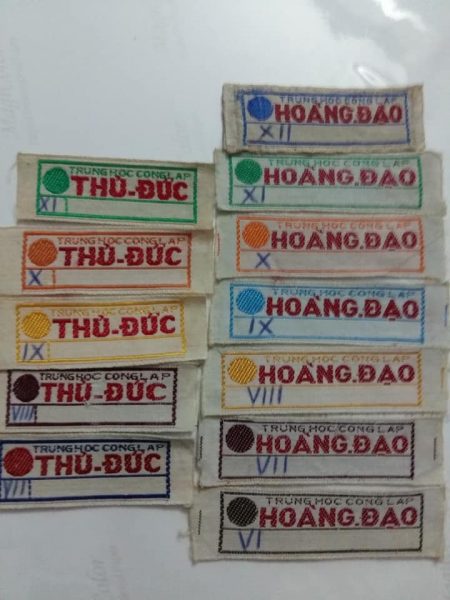 TRUNG HỌC CÔNG LẬP
THỦ-ĐỨC
XI
TRUNG HỌC CÔNG LẬP
THỦ-ĐỨC
X
TRUNG HỌC CÔNG LẬP
THỦ-ĐỨC
IX
TRUNG HỌC CÔNG LẬP
THỦ-ĐỨC
VIII
TRUNG HỌC CÔNG LẬP
THỦ-ĐỨC
VII
TRUNG HỌC CÔNG LẬP
HOÀNG.ĐẠO
XII
TRUNG HỌC CÔNG LẬP
HOÀNG.ĐẠO
XI
TRUNG HỌC CÔNG LẬP
HOÀNG.ĐẠO
X
TRUNG HỌC CÔNG LẬP
HOÀNG.ĐẠO
IX
TRUNG HỌC CÔNG LẬP
HOÀNG.ĐẠO
VIII
TRUNG HỌC CÔNG LẬP
HOÀNG.ĐẠO
VII
TRUNG HỌC CÔNG LẬP
HOÀNG.ĐẠO
VI